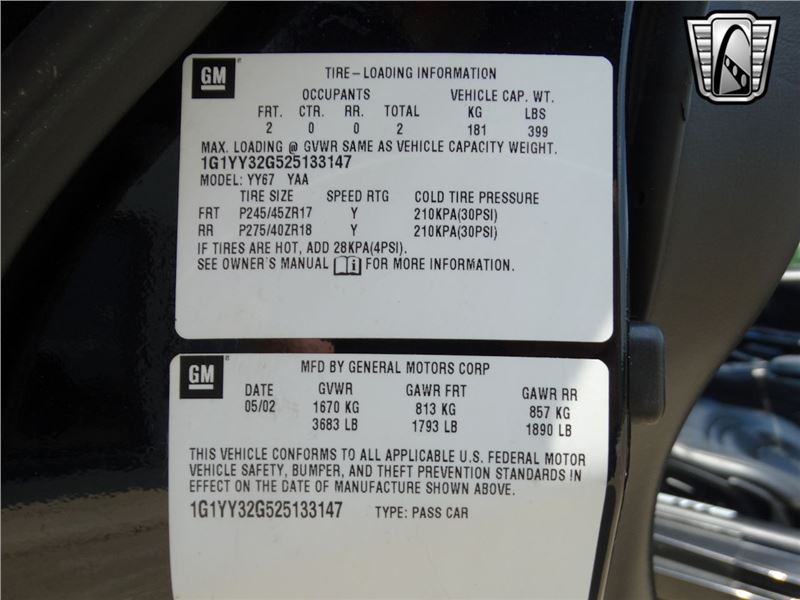 GM
TIRE-LOADING INFORMATION
OCCUPANTS VEHICLE CAP. WT.
FRT. CTR. RR. TOTAL KG LBS
2 0 0 2 181 399
MAX. LOADING @ GVWR SAME AS VEHICLE CAPACITY WEIGHT.
1G1YY32G525133147
MODEL: YY67 YAA
TIRE SIZE SPEED RTG COLD TIRE PRESSURE
FRT P245/45ZR17 Y 210KPA(30PSI)
RR P275/40ZR18 Y 210KPA(30PSI)
IF TIRES ARE HOT, ADD 28KPA(4PSI).
SEE OWNER'S MANUAL i FOR MORE INFORMATION.
GM
MFD BY GENERAL MOTORS CORP
DATE GVWR GAWR FRT GAWR RR
05/02 1670 KG 813 KG 857 KG
3683 LB 1793 LB 1890 LB
THIS VEHICLE CONFORMS TO ALL APPLICABLE U.S. FEDERAL MOTOR
VEHICLE SAFETY, BUMPER, AND THEFT PREVENTION STANDARDS IN
EFFECT ON THE DATE OF MANUFACTURE SHOWN ABOVE.
1G1YY32G525133147 TYPE: PASS CAR